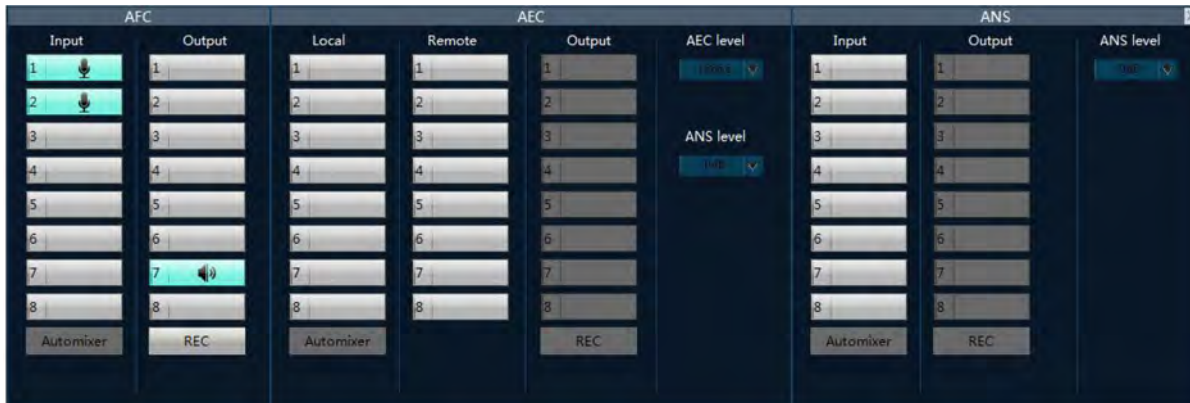 AFC AEC ANS
Input Output Local Remote Output AEC level Input Output ANS level
1 1 1 1 1 1 1
2 2 2 2 2 2 2
3 3 3 3 3 ANS level 3 3
4 4 4 4 4 4 4
5 5 5 5 5 5 5
6 6 6 6 6 6 6
7 7 7 7 7 7 7
8 8 8 8 8 8 8
Automixer REC Automixer REC Automixer REC